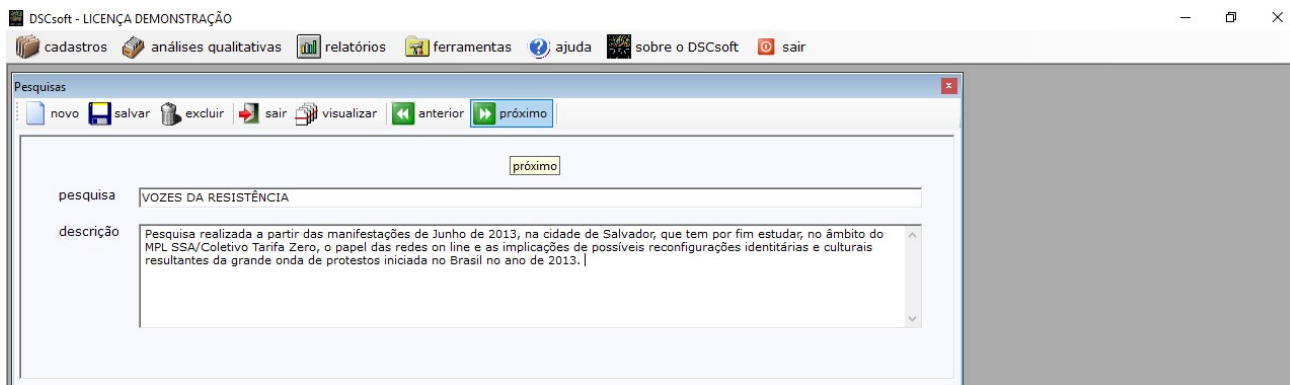 DSCsoft - LICENÇA DEMONSTRAÇÃO
cadastros análises qualitativas relatórios ferramentas ajuda sobre o DSCsoft sair
Pesquisas
novo salvar excluir sair visualizar anterior próximo
próximo
pesquisa VOZES DA RESISTÊNCIA
descrição Pesquisa realizada a partir das manifestações de Junho de 2013, na cidade de Salvador, que tem por fim estudar, no âmbito do
MPL SSA/Coletivo Tarifa Zero, o papel das redes on line e as implicações de possíveis reconfigurações identitárias e culturais
resultantes da grande onda de protestos iniciada no Brasil no ano de 2013.